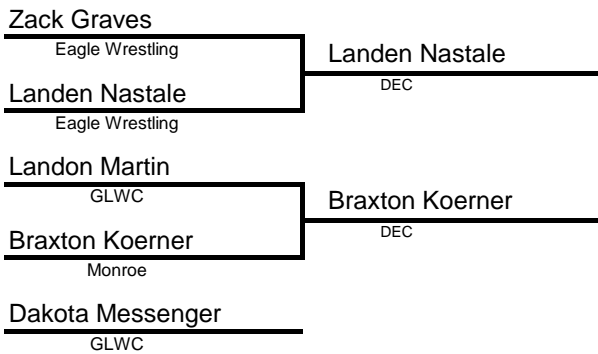 Zack Graves
Eagle Wrestling
Landen Nastale
DEC
Landen Nastale
Eagle Wrestling
Landon Martin
GLWC
Braxton Koerner
DEC
Braxton Koerner
Monroe
Dakota Messenger
GLWC